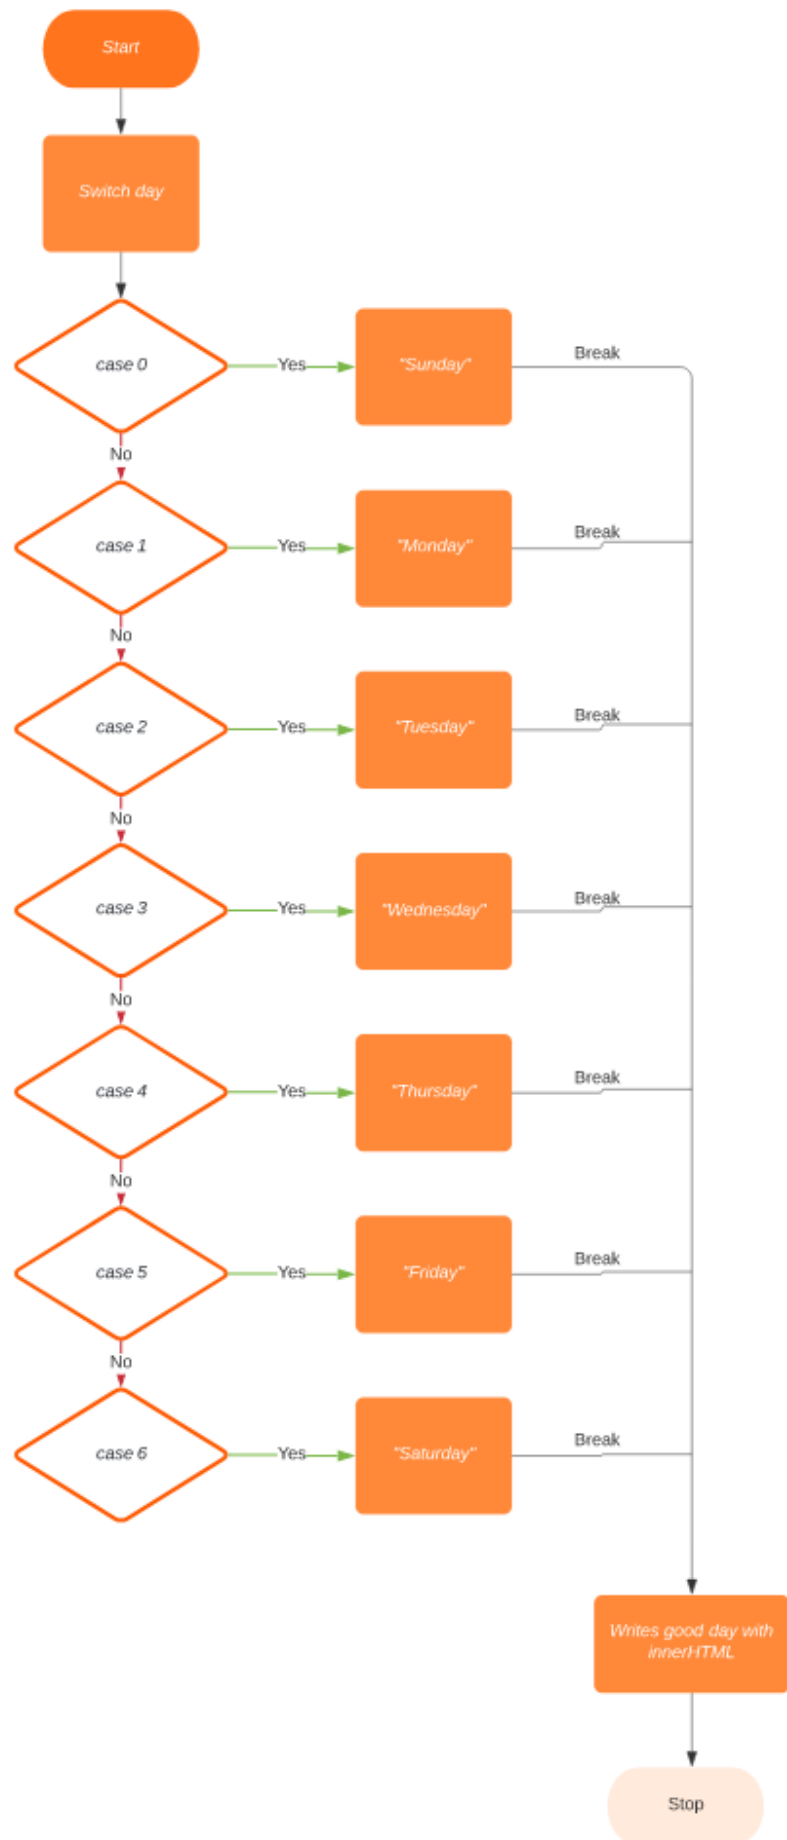 Start
Switch day
case 0
Yes
"Sunday"
Break
No
case 1
Yes
"Monday"
Break
No
case 2
Yes
"Tuesday"
Break
No
case 3
Yes
"Wednesday"
Break
No
case 4
Yes
"Thursday"
Break
No
case 5
Yes
"Friday"
Break
No
case 6
Yes
"Saturday"
Break
Writes good day with
innerHTML
Stop